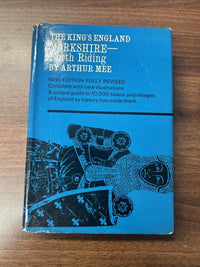 THE KING'S ENGLAND
YORKSHIRE—
North Riding
BY ARTHUR MEE
NEW EDITION FULLY REVISED
Complete with new illustrations
A unique guide to 10,000 towns and villages
of England as history has made them